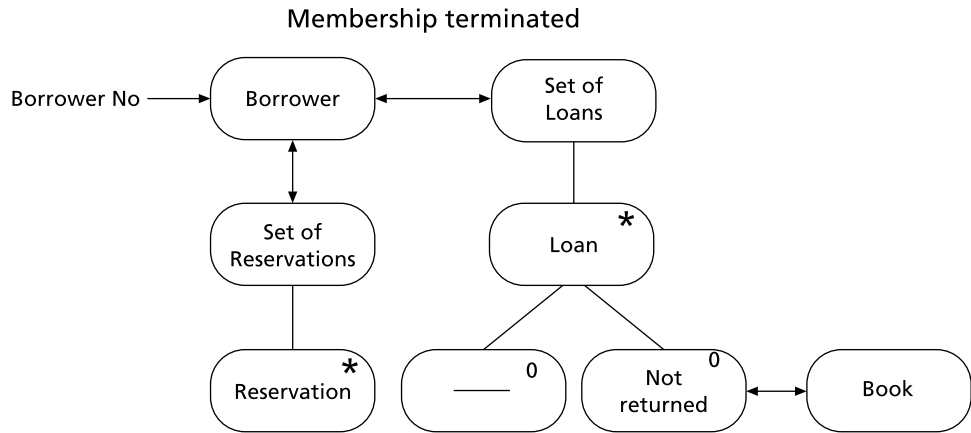 Membership terminated
Borrower No
Borrower
Set of
Loans
Set of
Reservations
*
Loan
*
Reservation
0
0
Not
returned
Book